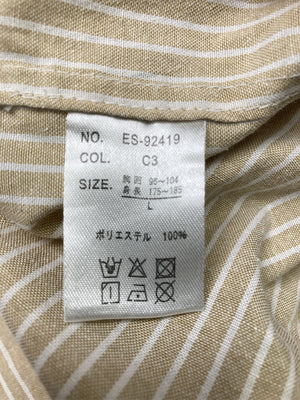 NO. ES-92419
COL. C3
SIZE. 胸囲 96～104
身長 175～185
L
ポリエステル 100%